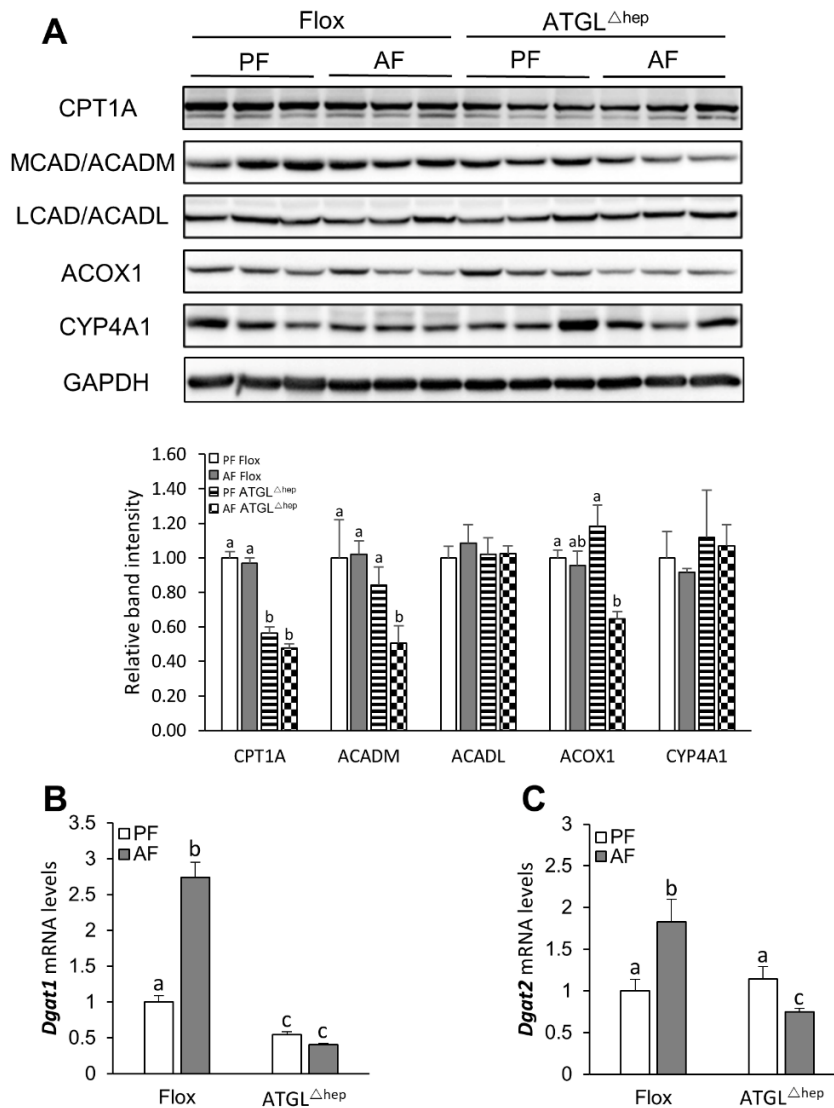 A
Flox ATGL△hep
PF AF PF AF
CPT1A
MCAD/ACADM
LCAD/ACADL
ACOX1
CYP4A1
GAPDH
Relative band intensity
1.60
1.40
1.20
1.00
0.80
0.60
0.40
0.20
0.00
PF Flox
AF Flox
PF ATGL△hep
AF ATGL△hep
a a b b
a a a b
a ab a b
CPT1A ACADM ACADL ACOX1 CYP4A1
B
Dgat1 mRNA levels
3.5
3
2.5
2
1.5
1
0.5
0
PF
AF
a b c c
Flox ATGL△hep
C
Dgat2 mRNA levels
3
2.5
2
1.5
1
0.5
0
PF
AF
a b a c
Flox ATGL△hep